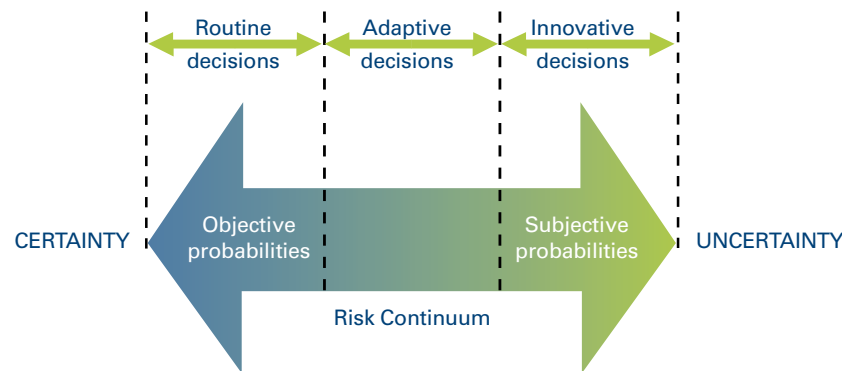 Routine
decisions
Adaptive
decisions
Innovative
decisions
CERTAINTY
Objective
probabilities
Subjective
probabilities
UNCERTAINTY
Risk Continuum